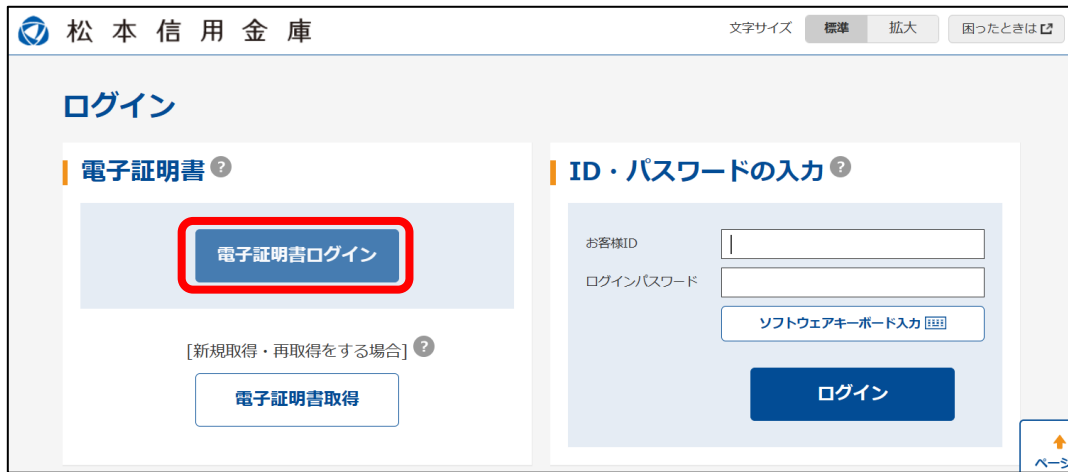 松本信用金庫
文字サイズ 標準 拡大 困ったときは
ログイン
電子証明書 ?
電子証明書ログイン
[新規取得・再取得をする場合] ?
電子証明書取得
ID・パスワードの入力 ?
お客様ID
ログインパスワード
ソフトウェアキーボード入力
ログイン
ページ